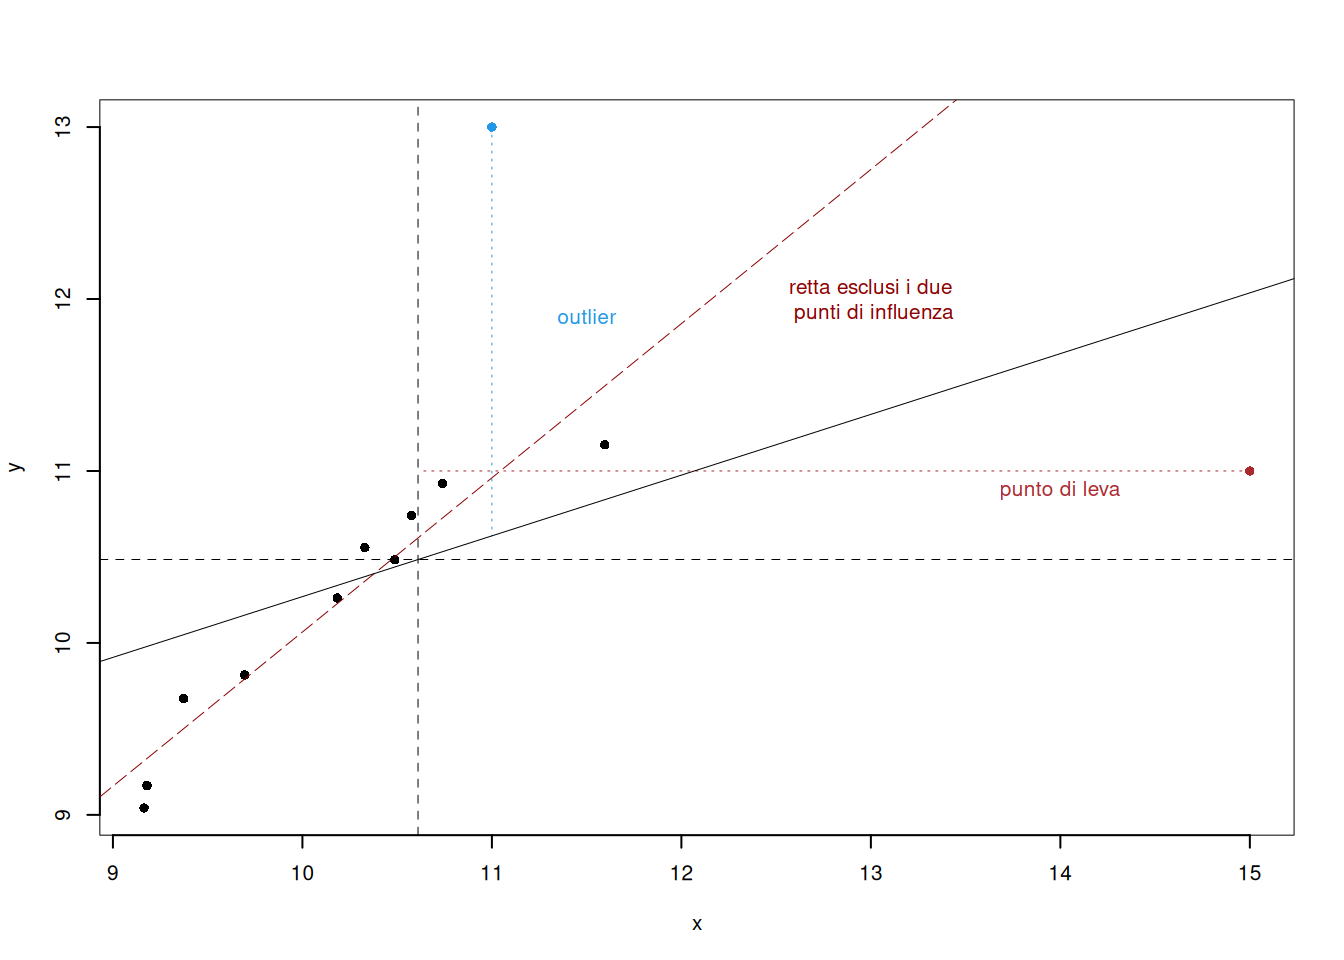 13
12
11
10
9
y
outlier
retta esclusi i due
punti di influenza
punto di leva
9 10 11 12 13 14 15
x